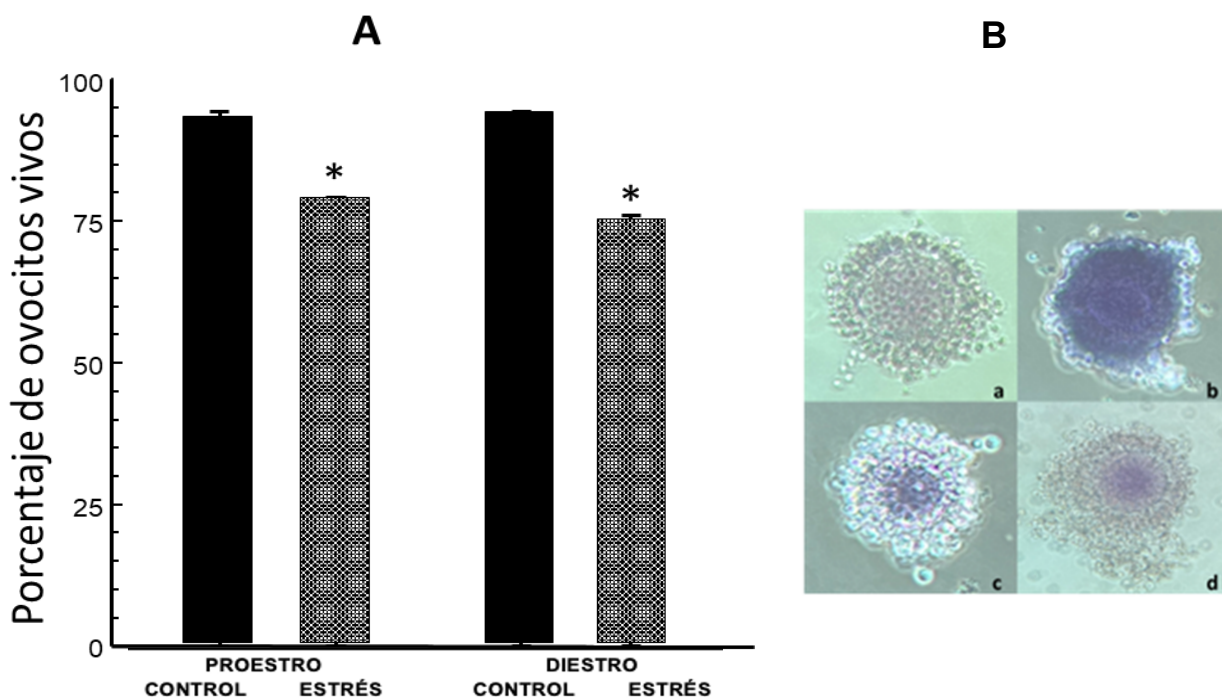 A
B
Porcentaje de ovocitos vivos
100
75
50
25
0
*
*
PROESTRO
DIESTRO
CONTROL ESTRÉS CONTROL ESTRÉS
a
b
c
d